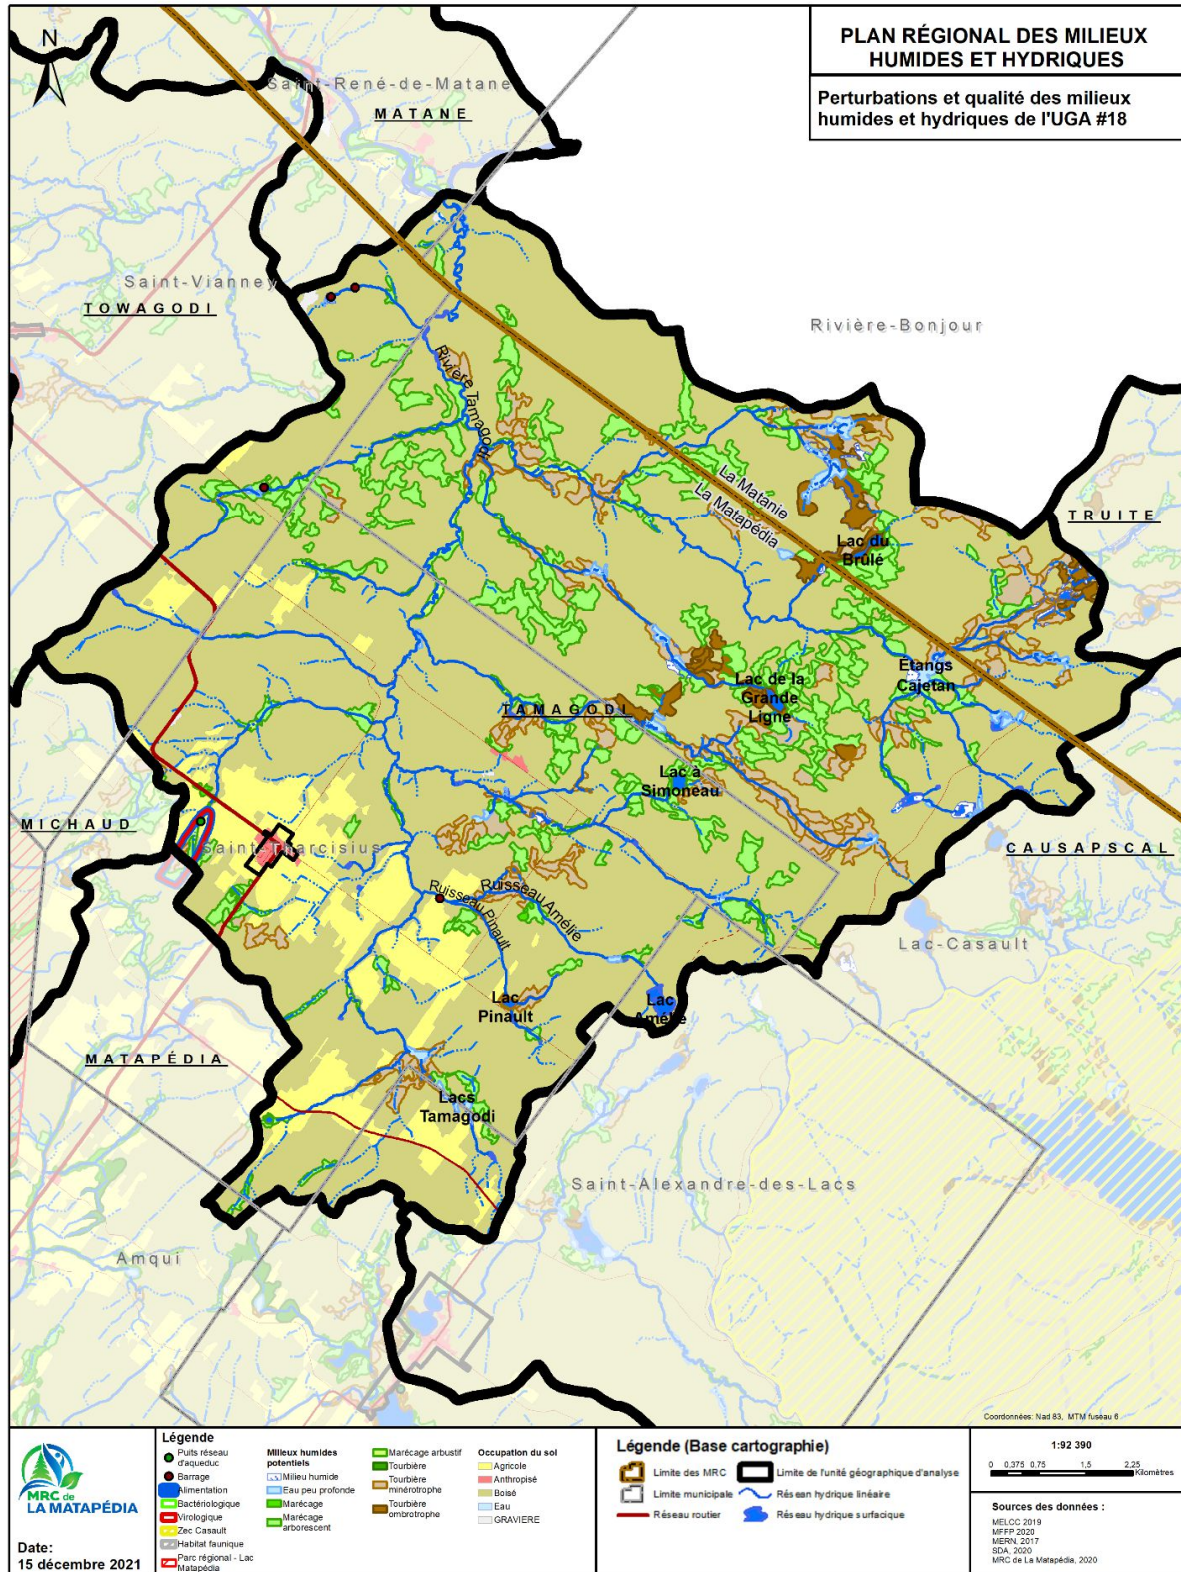 PLAN RÉGIONAL DES MILIEUX
HUMIDES ET HYDRIQUES
Perturbations et qualité des milieux
humides et hydriques de l'UGA #18
N
Saint-René-de-Matane
MATANE
Saint-Vianney
TOWAGODI
Rivière-Bonjour
Rivière Tamagodi
La Matanie
La Matapédia
TRUITE
Lac du
Brûlé
Étangs
Cajetan
Lac de la
Grande
Ligne
TAMAGODI
Lac à
Simoneau
MICHAUD
Saint-Tharcisius
CAUSAPSCAL
Ruisseau Pinault
Ruisseau Amélie
Lac-Casault
Lac
Pinault
Lac
Amélie
MATAPÉDIA
Lacs
Tamagodi
Saint-Alexandre-des-Lacs
Amqui
Coordonnées: Nad 83, MTM fuseau 6
MRC de
LA MATAPÉDIA
Date:
15 décembre 2021
Légende
Puits réseau
d'aqueduc
Barrage
Alimentation
Bactériologique
Virologique
Zec Casault
Habitat faunique
Parc régional - Lac
Matapédia
Milieux humides
potentiels
Milieu humide
Eau peu profonde
Marécage
Marécage
arborescent
Marécage arbustif
Tourbière
Tourbière
minérotrophe
Tourbière
ombrotrophe
Occupation du sol
Agricole
Anthropisé
Boisé
Eau
GRAVIERE
Légende (Base cartographie)
Limite des MRC
Limite municipale
Réseau routier
Limite de l'unité géographique d'analyse
Réseau hydrique linéaire
Réseau hydrique surfacique
1:92 390
0 0,375 0,75 1,5 2,25
Kilomètres
Sources des données :
MELCC 2019
MFFP 2020
MERN, 2017
SDA, 2020
MRC de La Matapédia, 2020